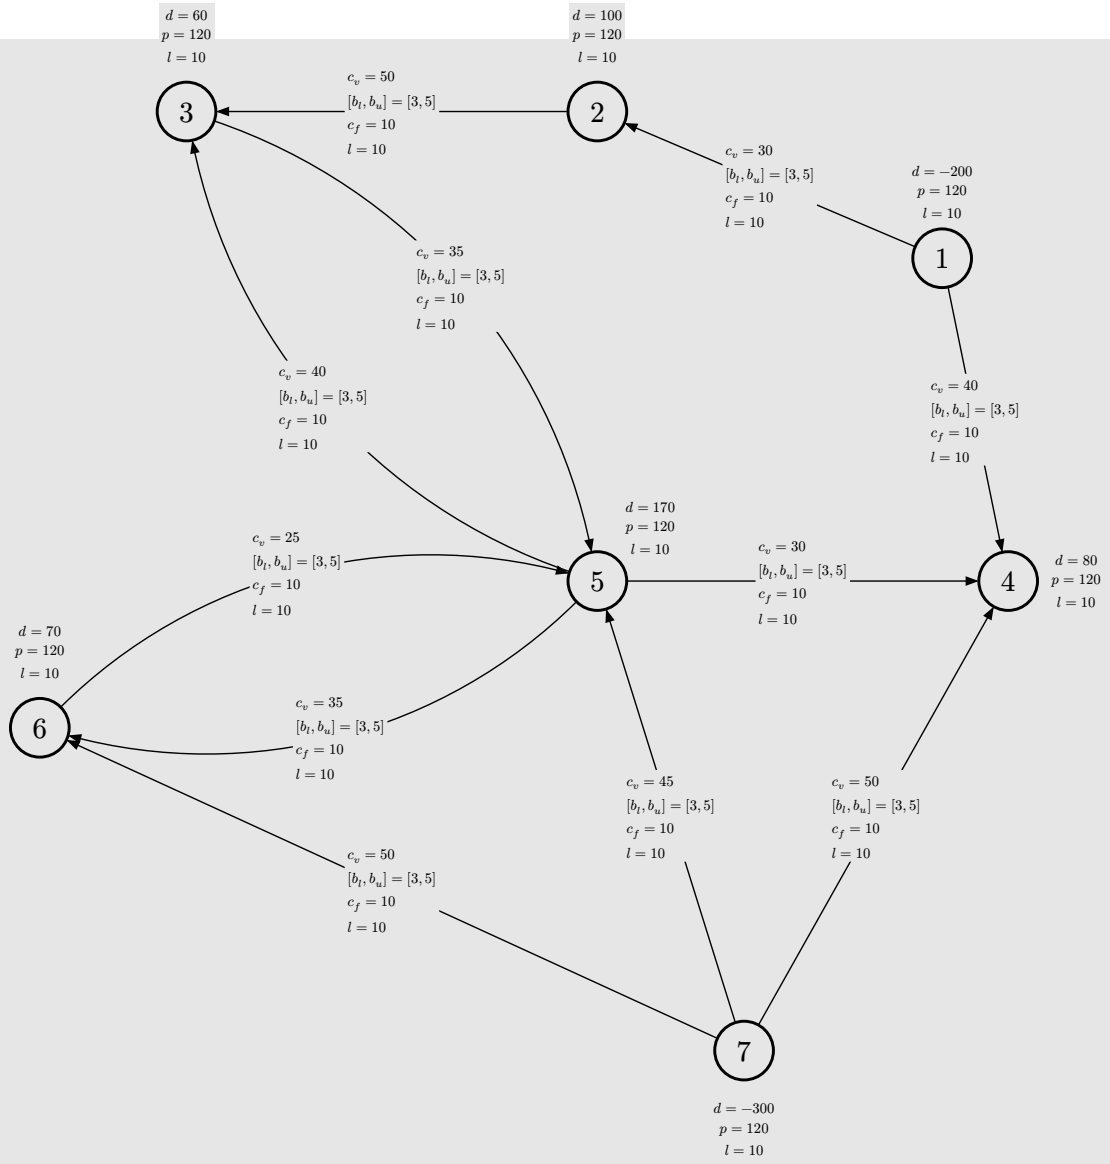 d = 60
p = 120
l = 10
d = 100
p = 120
l = 10
c_v = 50
[b_l, b_u] = [3, 5]
c_f = 10
l = 10
3
2
c_v = 30
[b_l, b_u] = [3, 5]
c_f = 10
l = 10
d = −200
p = 120
l = 10
1
c_v = 35
[b_l, b_u] = [3, 5]
c_f = 10
l = 10
c_v = 40
[b_l, b_u] = [3, 5]
c_f = 10
l = 10
c_v = 40
[b_l, b_u] = [3, 5]
c_f = 10
l = 10
d = 170
p = 120
l = 10
c_v = 25
[b_l, b_u] = [3, 5]
c_f = 10
l = 10
5
c_v = 30
[b_l, b_u] = [3, 5]
c_f = 10
l = 10
4
d = 80
p = 120
l = 10
d = 70
p = 120
l = 10
6
c_v = 35
[b_l, b_u] = [3, 5]
c_f = 10
l = 10
c_v = 45
[b_l, b_u] = [3, 5]
c_f = 10
l = 10
c_v = 50
[b_l, b_u] = [3, 5]
c_f = 10
l = 10
c_v = 50
[b_l, b_u] = [3, 5]
c_f = 10
l = 10
7
d = −300
p = 120
l = 10